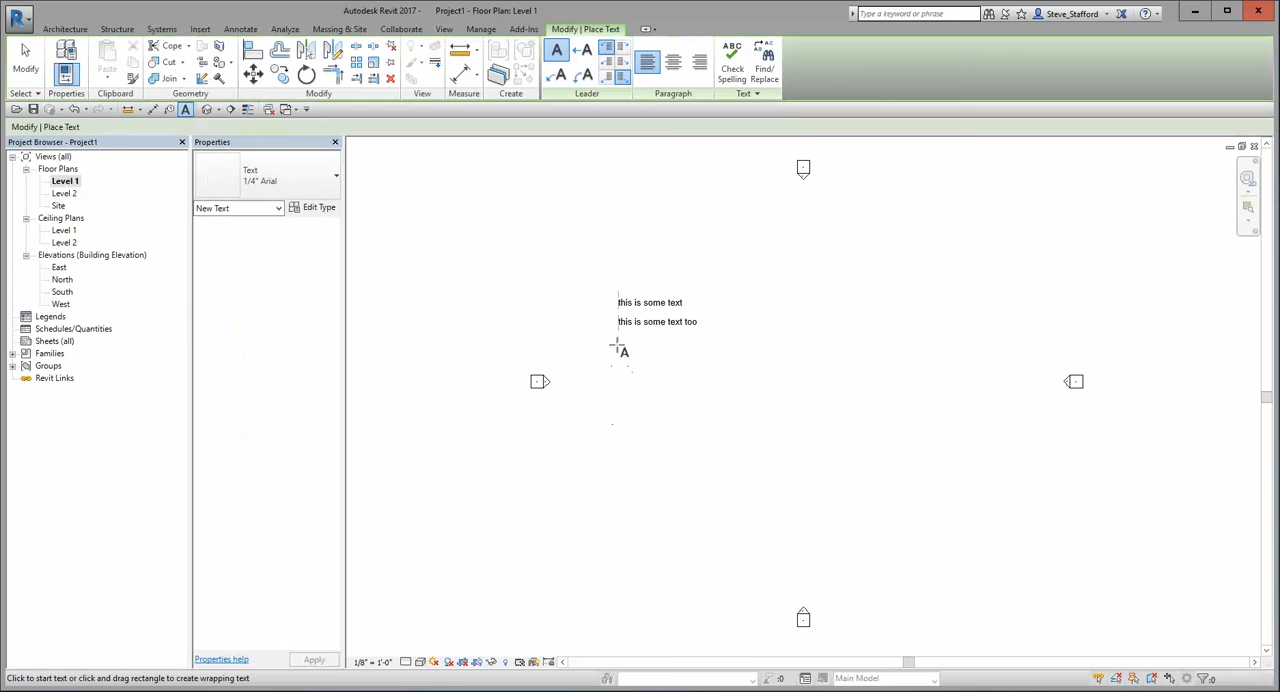 Autodesk Revit 2017 - Project1 - Floor Plan: Level 1
Type a keyword or phrase
Steve_Stafford
Architecture Structure Systems Insert Annotate Analyze Massing & Site Collaborate View Manage Add-Ins Modify | Place Text
Modify
Paste
Cope
Cut
Join
ABC
Check
Spelling
Find/
Replace
Select Properties Clipboard Geometry Modify View Measure Create Leader Paragraph Text
Modify | Place Text
Project Browser - Project1
Views (all)
Floor Plans
Level 1
Level 2
Site
Ceiling Plans
Level 1
Level 2
Elevations (Building Elevation)
East
North
South
West
Legends
Schedules/Quantities
Sheets (all)
Families
Groups
Revit Links
Properties
Text
1/4" Arial
New Text
Edit Type
Properties help
Apply
this is some text
this is some text too
A
1/8" = 1'-0"
Click to start text or click and drag rectangle to create wrapping text
:0
Main Model
:0